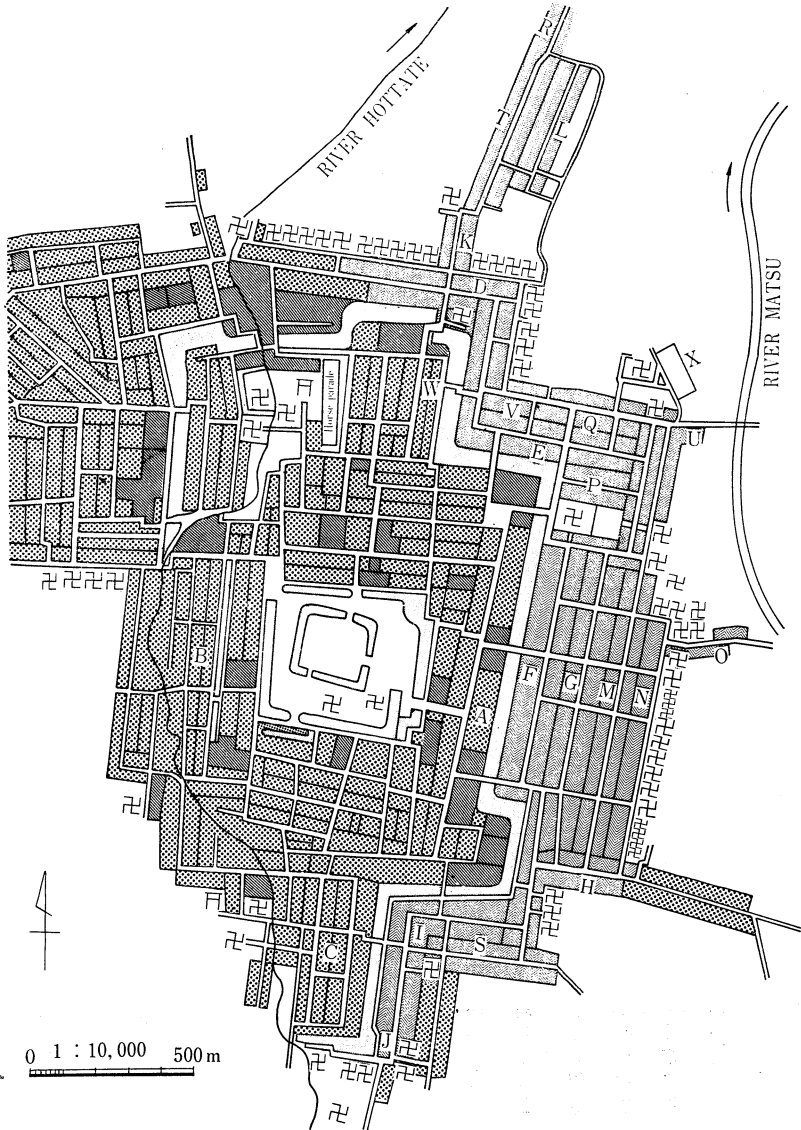 R
RIVER HOTTATE
T
L
K
D
RIVER MATSU
X
W
Horse parade
V
Q
U
E
P
B
F
G
M
N
O
A
H
I
S
C
J
0 1 : 10,000 500 m